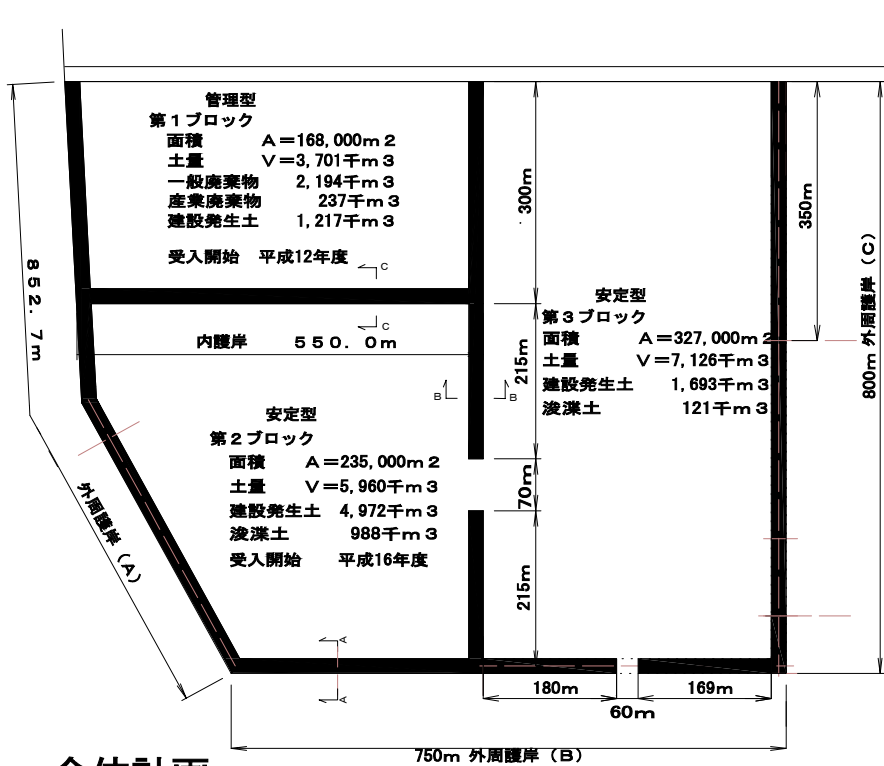 管理型
第1ブロック
面積 A=168,000m2
土量 V=3,701千m3
一般廃棄物 2,194千m3
産業廃棄物 237千m3
建設発生土 1,217千m3
受入開始 平成12年度
C
C
内護岸 550.0m
852.7m
外周護岸(A)
安定型
第2ブロック
面積 A=235,000m2
土量 V=5,960千m3
建設発生土 4,972千m3
浚渫土 988千m3
受入開始 平成16年度
A
A
B
B
300m
215m
70m
215m
安定型
第3ブロック
面積 A=327,000m2
土量 V=7,126千m3
建設発生土 1,693千m3
浚渫土 121千m3
350m
800m 外周護岸(C)
180m
60m
169m
750m 外周護岸(B)
全体計画